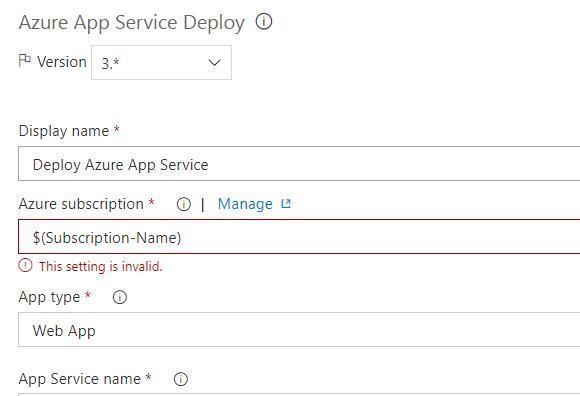 Azure App Service Deploy
Version 3.*
Display name *
Deploy Azure App Service
Azure subscription * | Manage
$(Subscription-Name)
This setting is invalid.
App type *
Web App
App Service name *